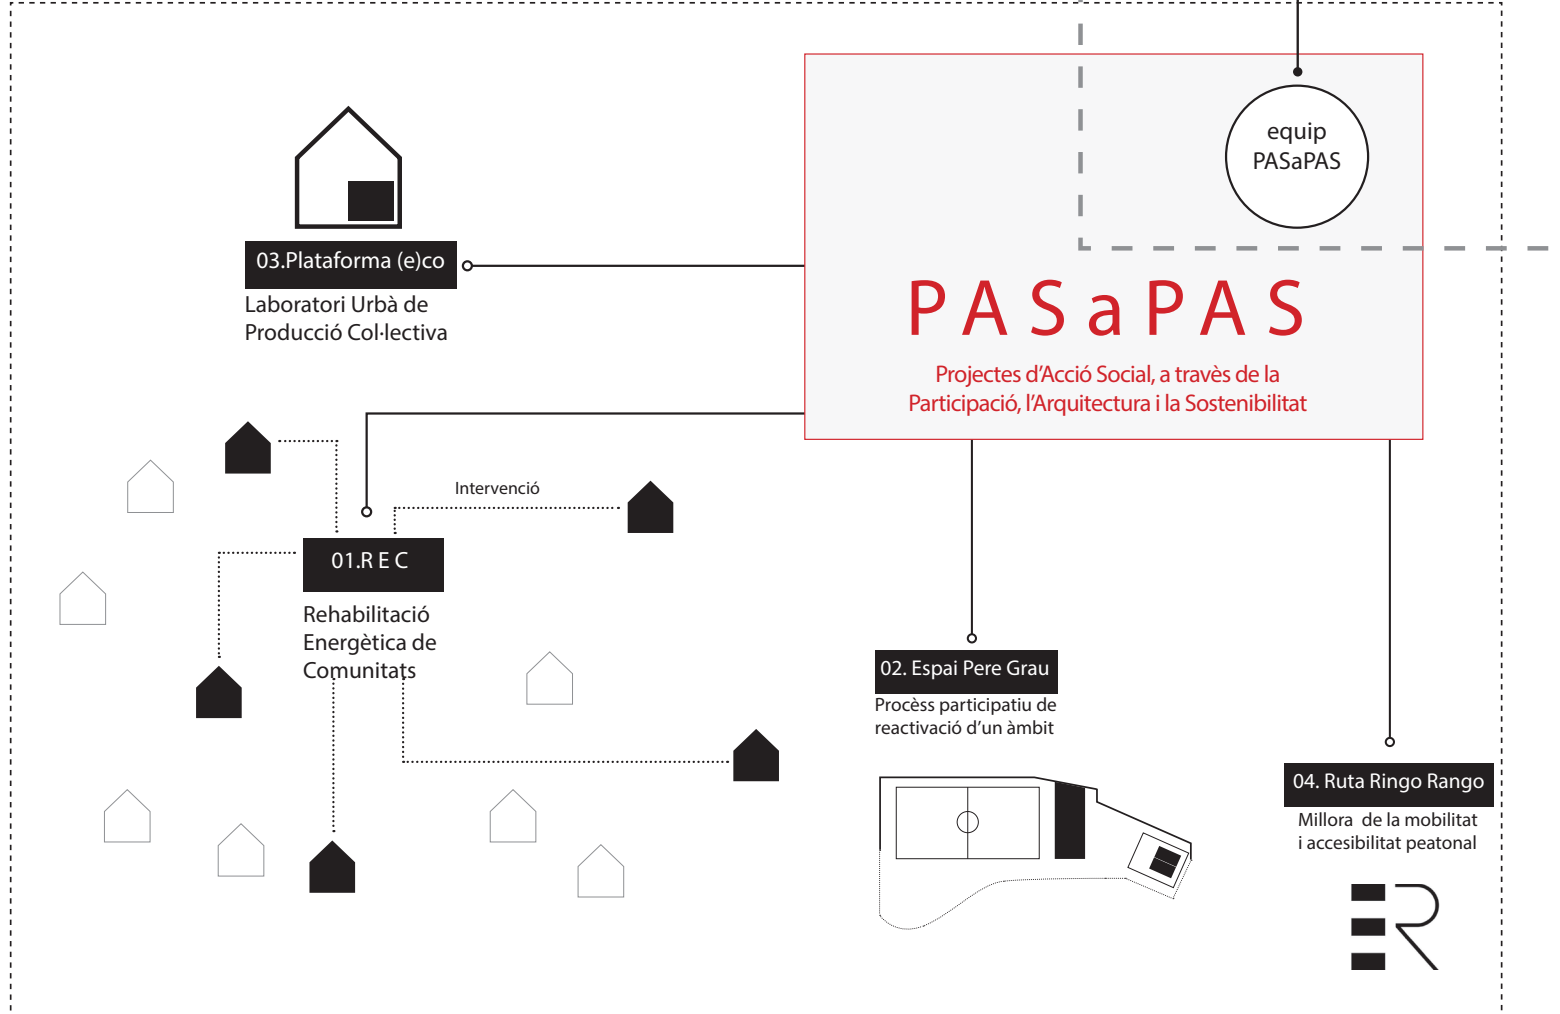 equip
PASaPAS
03.Plataforma (e)co
Laboratori Urbà de
Producció Col·lectiva
PASaPAS
Projectes d'Acció Social, a travès de la
Participació, l'Arquitectura i la Sostenibilitat
Intervenció
01.R E C
Rehabilitació
Energètica de
Comunitats
02. Espai Pere Grau
Procèss participatiu de
reactivació d'un àmbit
04. Ruta Ringo Rango
Millora de la mobilitat
i accesibilitat peatonal
R